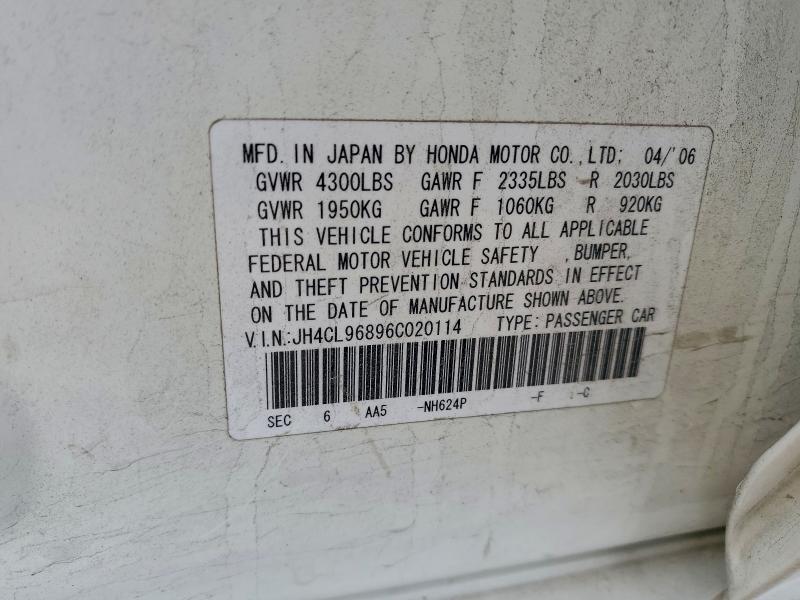 MFD. IN JAPAN BY HONDA MOTOR CO.,LTD; 04/'06
GVWR 4300LBS GAWR F 2335LBS R 2030LBS
GVWR 1950KG GAWR F 1060KG R 920KG
THIS VEHICLE CONFORMS TO ALL APPLICABLE
FEDERAL MOTOR VEHICLE SAFETY , BUMPER,
AND THEFT PREVENTION STANDARDS IN EFFECT
ON THE DATE OF MANUFACTURE SHOWN ABOVE.
V.I.N.:JH4CL96896C020114 TYPE: PASSENGER CAR
SEC 6 AA5 -NH624P -F -C